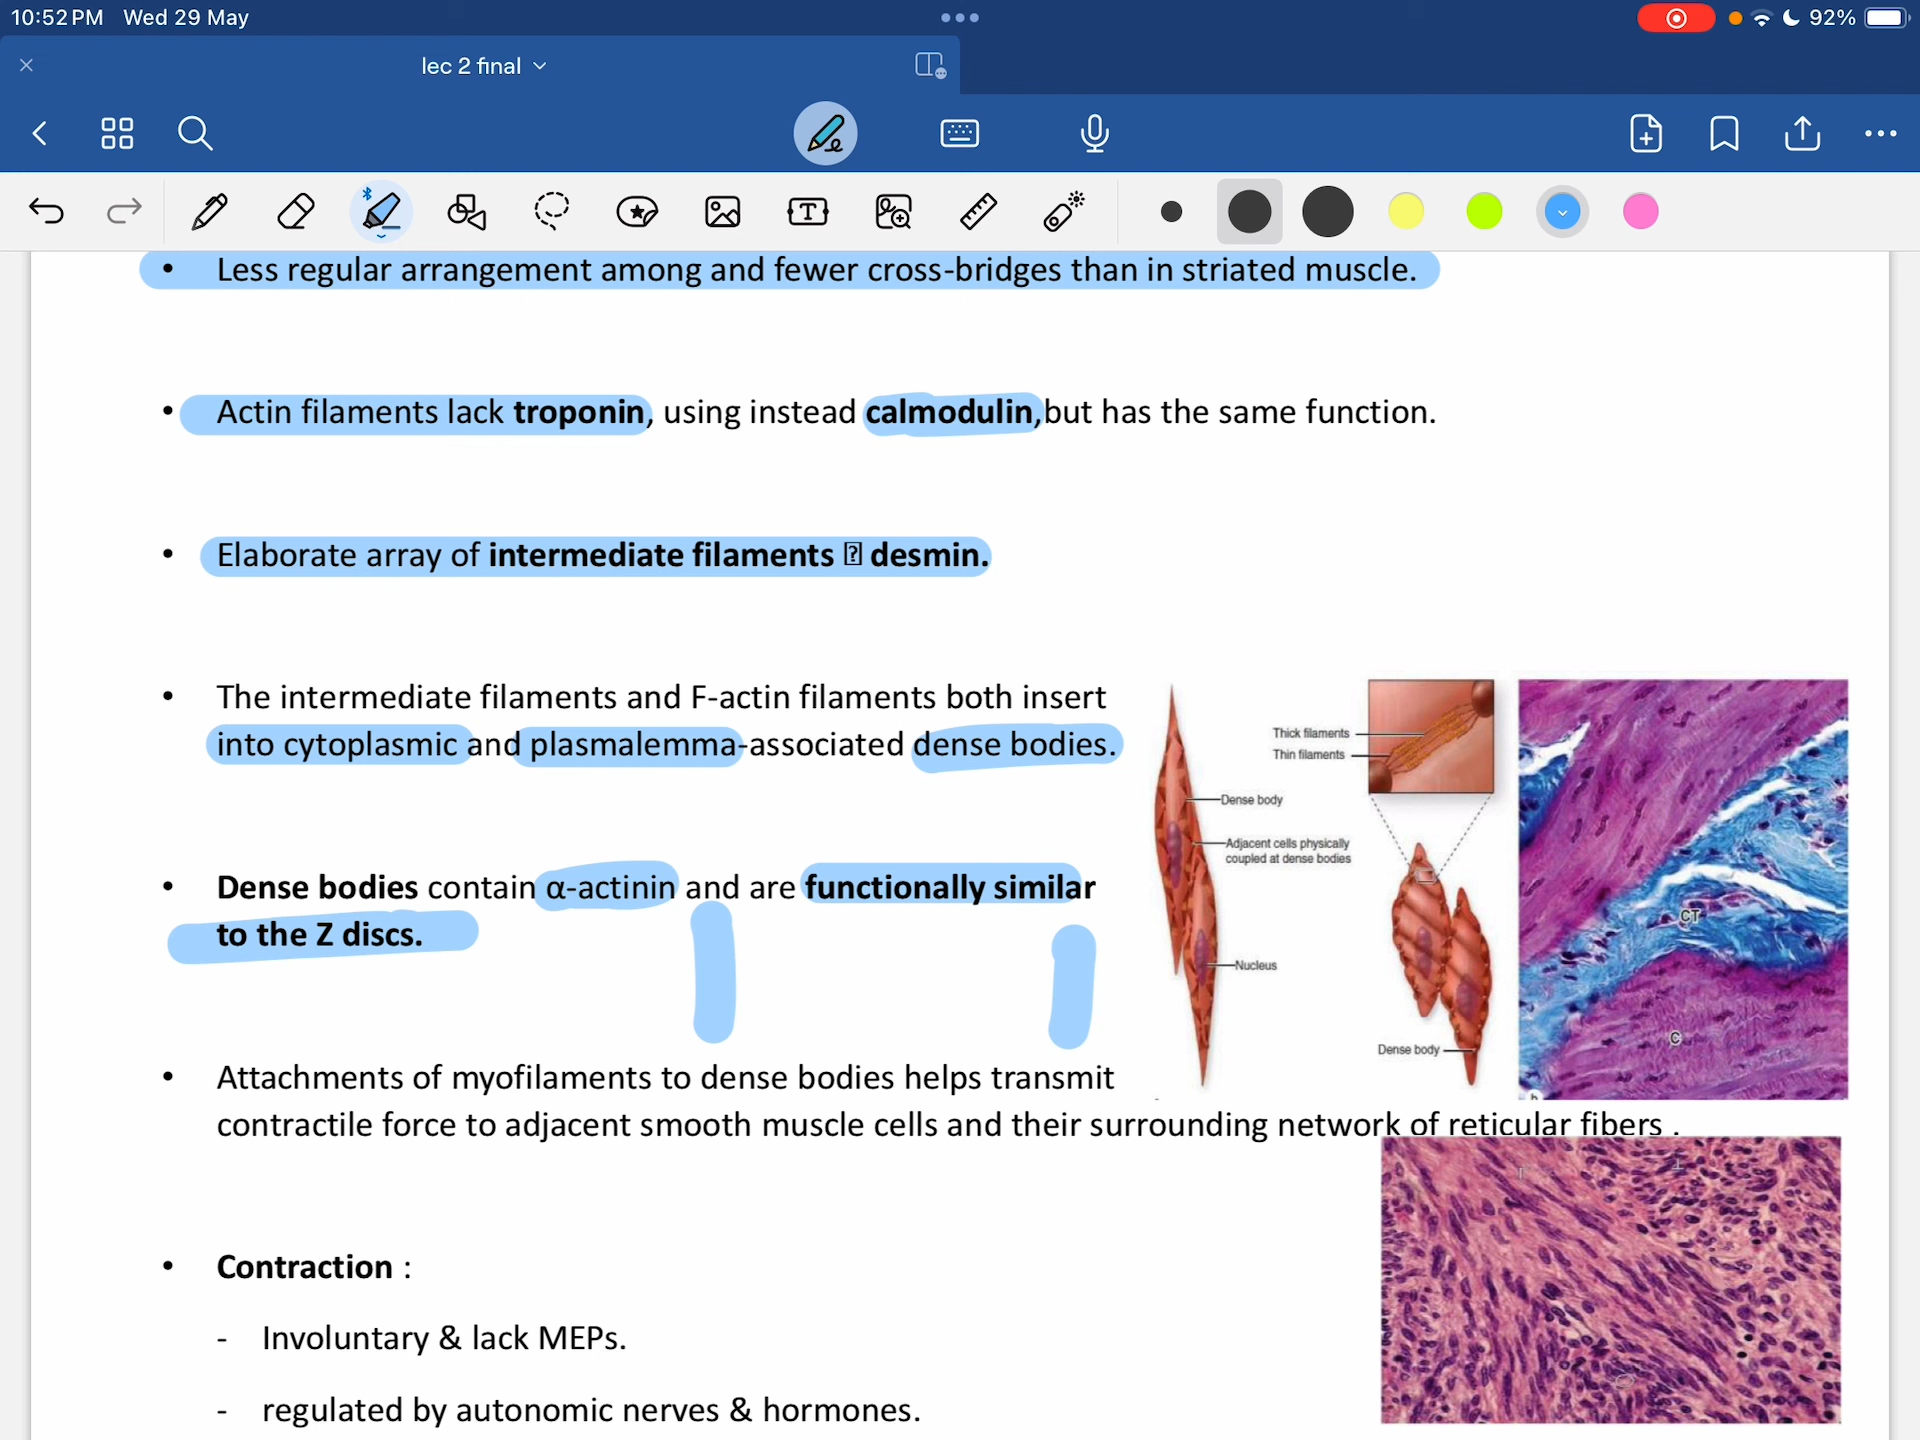 10:52 PM Wed 29 May
92%
lec 2 final
• Less regular arrangement among and fewer cross-bridges than in striated muscle.
• Actin filaments lack troponin, using instead calmodulin,but has the same function.
• Elaborate array of intermediate filaments ⍰ desmin.
• The intermediate filaments and F-actin filaments both insert
into cytoplasmic and plasmalemma-associated dense bodies.
Thick filaments
Thin filaments
Dense body
Adjacent cells physically
coupled at dense bodies
Nucleus
Dense body
CT
C
b
• Dense bodies contain α-actinin and are functionally similar
to the Z discs.
• Attachments of myofilaments to dense bodies helps transmit
contractile force to adjacent smooth muscle cells and their surrounding network of reticular fibers .
• Contraction :
- Involuntary & lack MEPs.
- regulated by autonomic nerves & hormones.